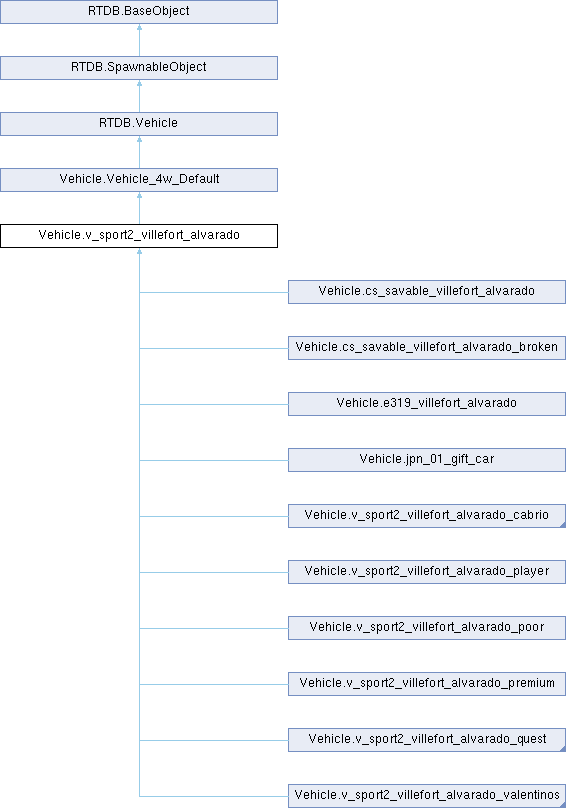 RTDB.BaseObject
RTDB.SpawnableObject
RTDB.Vehicle
Vehicle.Vehicle_4w_Default
Vehicle.v_sport2_villefort_alvarado
Vehicle.cs_savable_villefort_alvarado
Vehicle.cs_savable_villefort_alvarado_broken
Vehicle.e319_villefort_alvarado
Vehicle.jpn_01_gift_car
Vehicle.v_sport2_villefort_alvarado_cabrio
Vehicle.v_sport2_villefort_alvarado_player
Vehicle.v_sport2_villefort_alvarado_poor
Vehicle.v_sport2_villefort_alvarado_premium
Vehicle.v_sport2_villefort_alvarado_quest
Vehicle.v_sport2_villefort_alvarado_valentinos